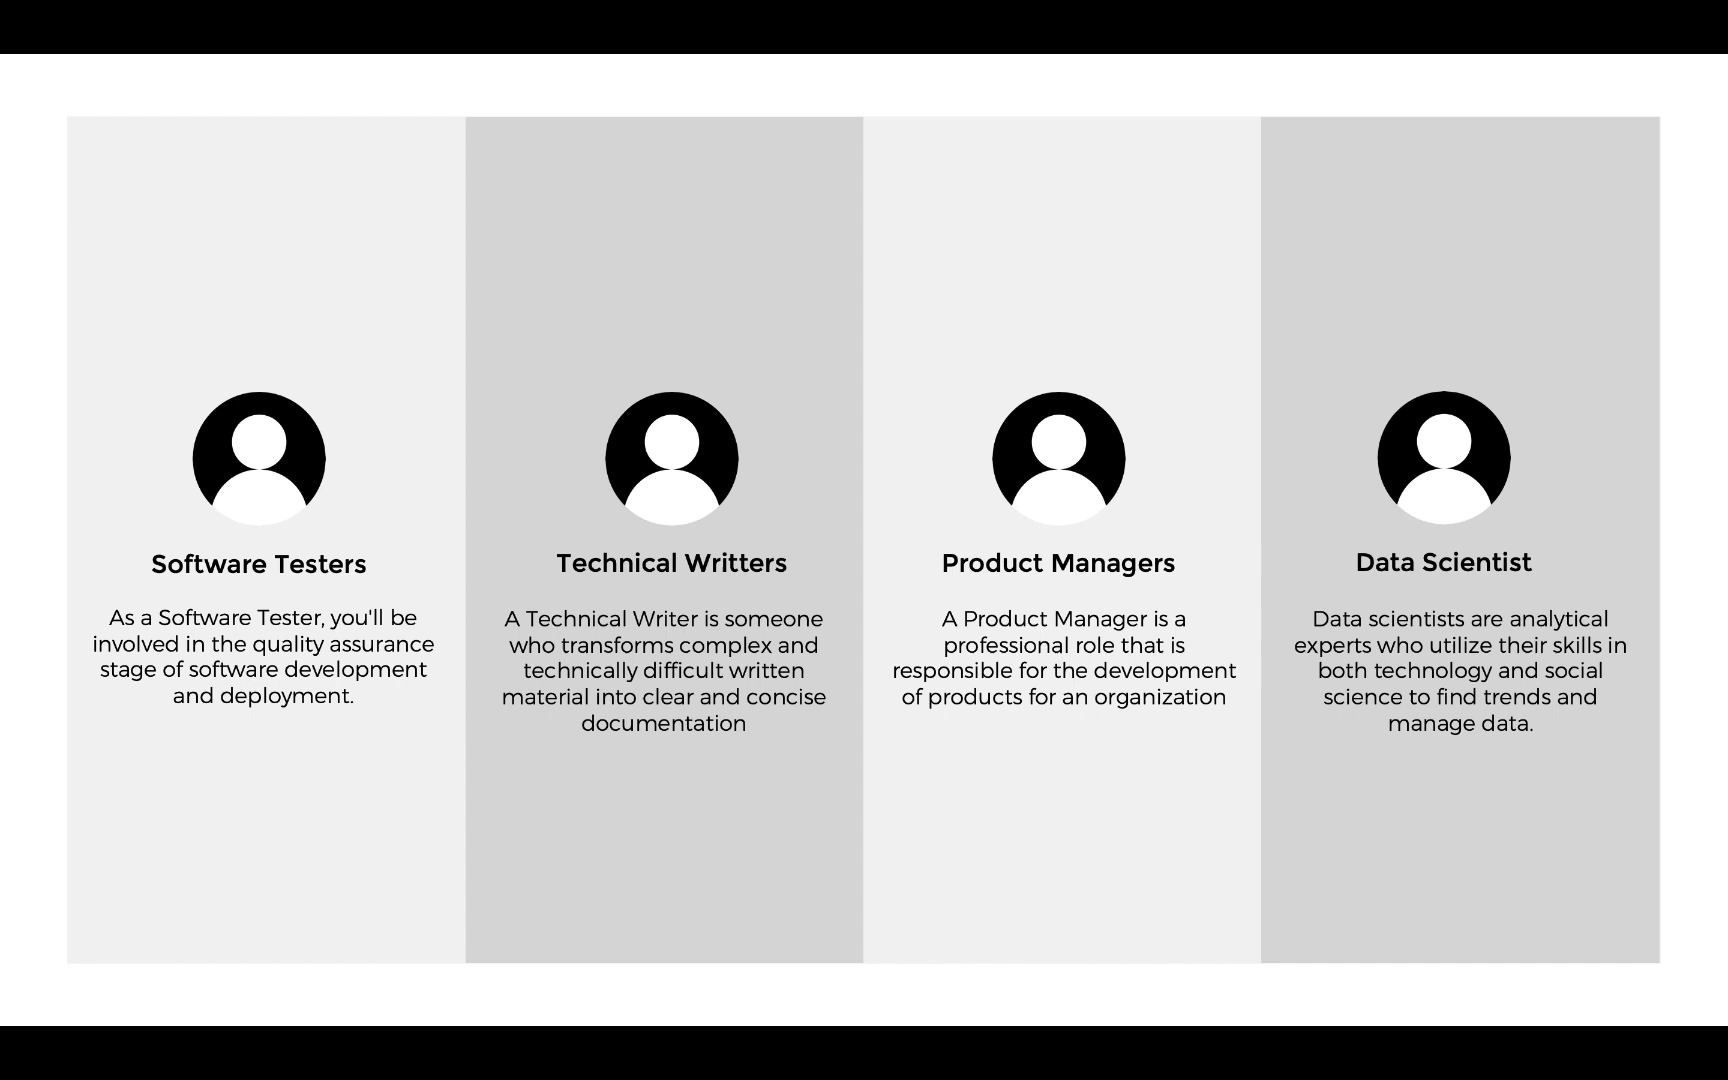 Software Testers
As a Software Tester, you'll be
involved in the quality assurance
stage of software development
and deployment.
Technical Writters
A Technical Writer is someone
who transforms complex and
technically difficult written
material into clear and concise
documentation
Product Managers
A Product Manager is a
professional role that is
responsible for the development
of products for an organization
Data Scientist
Data scientists are analytical
experts who utilize their skills in
both technology and social
science to find trends and
manage data.